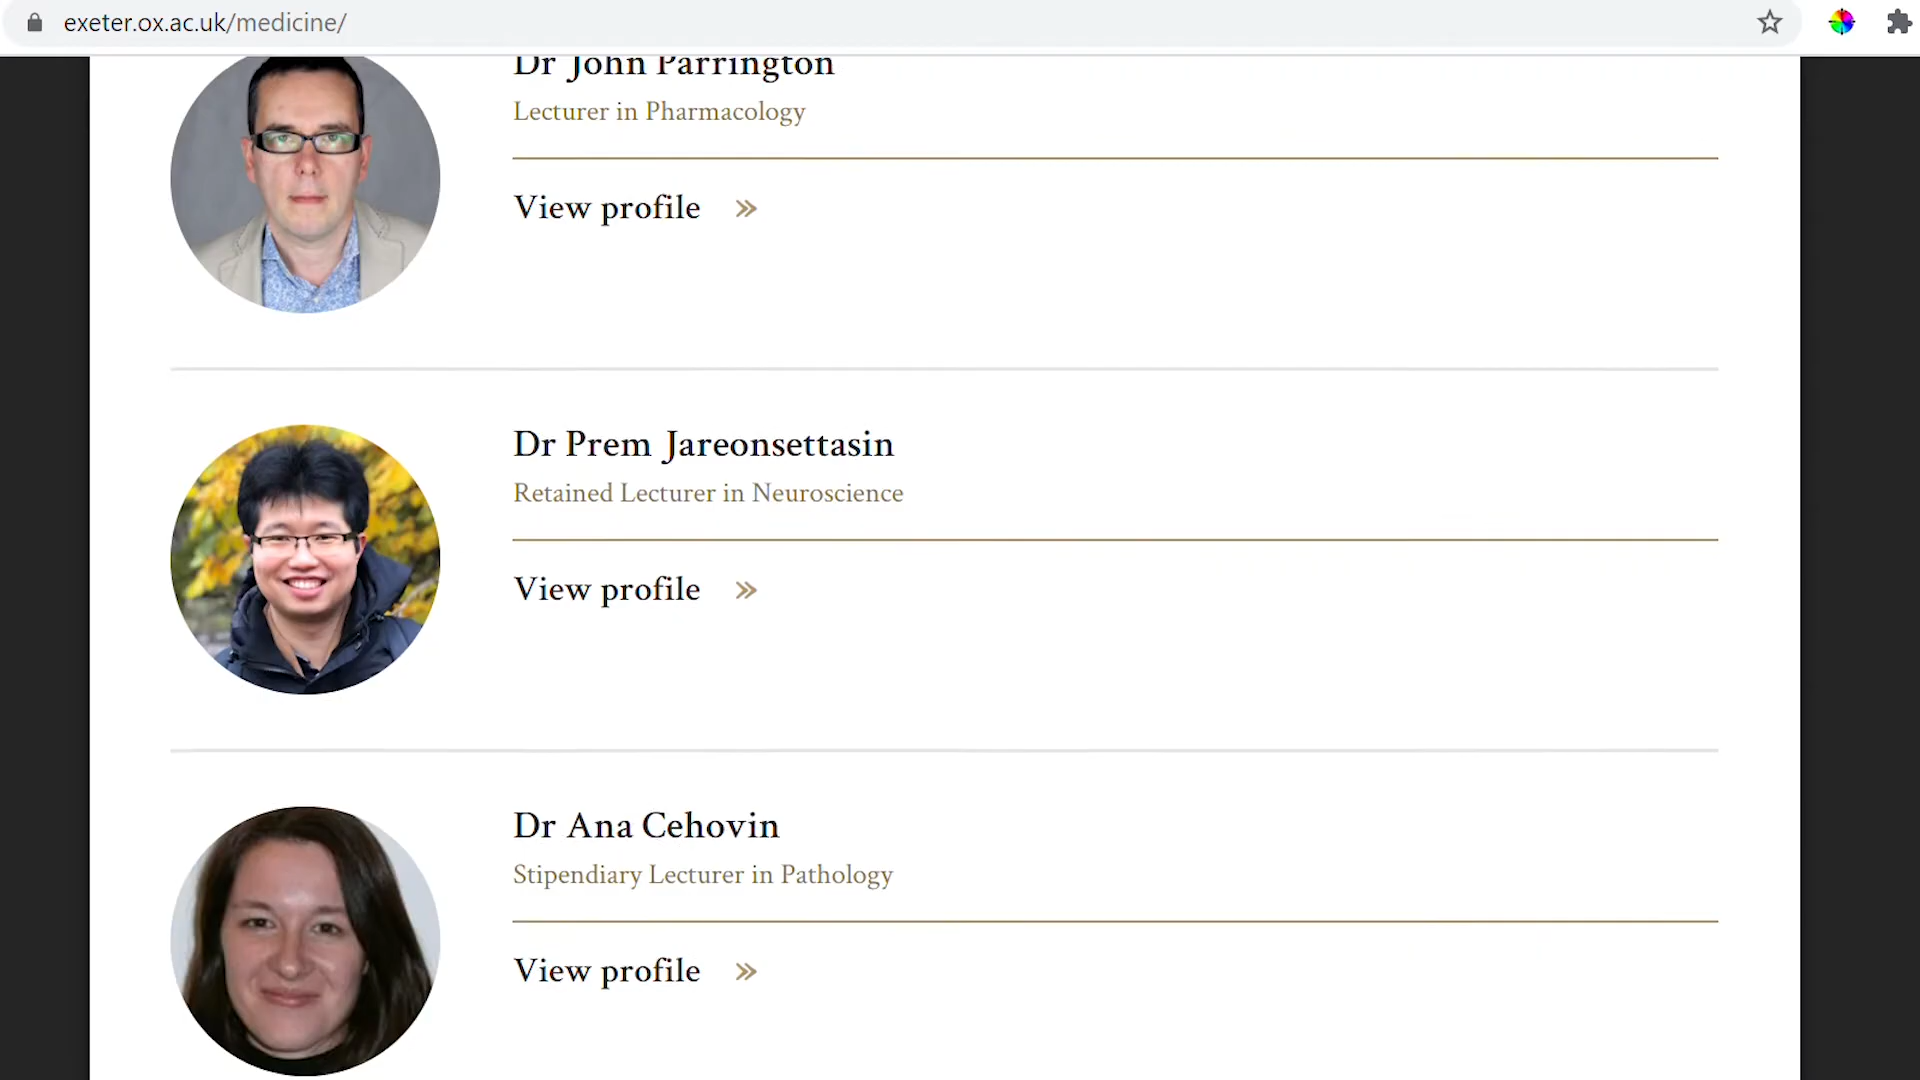 exeter.ox.ac.uk/medicine/
Dr John Parrington
Lecturer in Pharmacology
View profile »
Dr Prem Jareonsettasin
Retained Lecturer in Neuroscience
View profile »
Dr Ana Cehovin
Stipendiary Lecturer in Pathology
View profile »